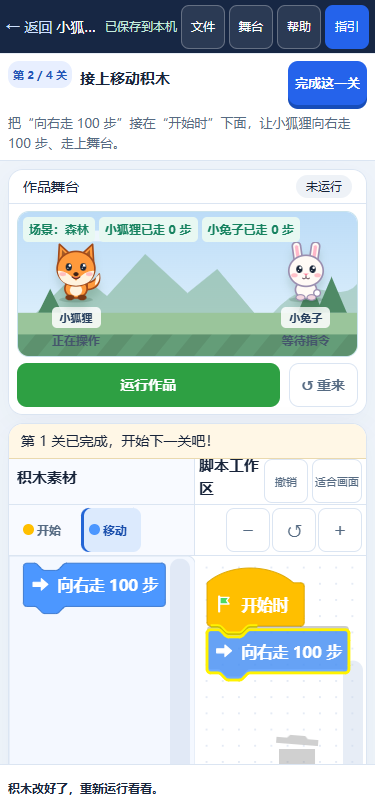 ← 返回 小狐... 已保存到本机 文件 舞台 帮助 指引
第 2 / 4 关 接上移动积木 完成这一关
把“向右走 100 步”接在“开始时”下面，让小狐狸向右走
100 步、走上舞台。
作品舞台 未运行
场景：森林 小狐狸已走 0 步 小兔子已走 0 步
小狐狸 小兔子
正在操作 等待指令
运行作品 ↺ 重来
第 1 关已完成，开始下一关吧！
积木素材 脚本工作区 撤销 适合画面
开始 移动 − ↺ +
向右走 100 步
开始时
向右走 100 步
积木改好了，重新运行看看。